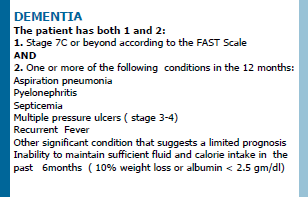 DEMENTIA
The patient has both 1 and 2:
1. Stage 7C or beyond according to the FAST Scale
AND
2. One or more of the following conditions in the 12 months:
Aspiration pneumonia
Pyelonephritis
Septicemia
Multiple pressure ulcers ( stage 3-4)
Recurrent Fever
Other significant condition that suggests a limited prognosis
Inability to maintain sufficient fluid and calorie intake in the
past 6months ( 10% weight loss or albumin < 2.5 gm/dl)